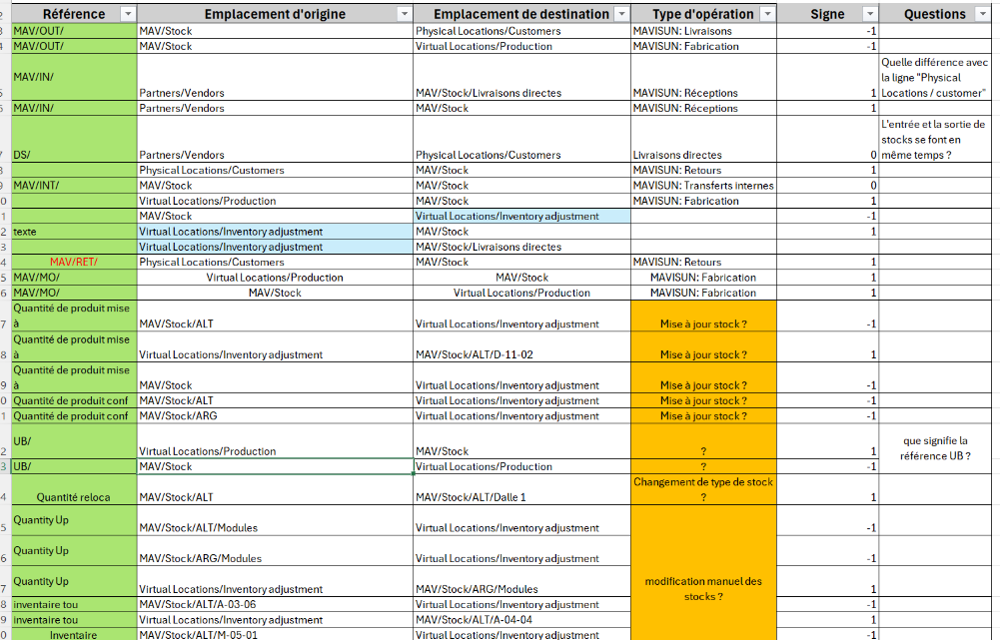 Référence Emplacement d'origine Emplacement de destination Type d'opération Signe Questions
MAV/OUT/ MAV/Stock Physical Locations/Customers MAVISUN: Livraisons -1
MAV/OUT/ MAV/Stock Virtual Locations/Production MAVISUN: Fabrication -1
Quelle différence avec
MAV/IN/ la ligne "Physical
Partners/Vendors MAV/Stock/Livraisons directes MAVISUN: Réceptions 1 Locations / customer"
MAV/IN/ Partners/Vendors MAV/Stock MAVISUN: Réceptions 1
L'entrée et la sortie de
stocks se font en
DS/ Partners/Vendors Physical Locations/Customers Livraisons directes 0 même temps ?
Physical Locations/Customers MAV/Stock MAVISUN: Retours 1
MAV/INT/ MAV/Stock MAV/Stock MAVISUN: Transferts internes 0
Virtual Locations/Production MAV/Stock MAVISUN: Fabrication 1
MAV/Stock Virtual Locations/Inventory adjustment -1
texte Virtual Locations/Inventory adjustment MAV/Stock 1
Virtual Locations/Inventory adjustment MAV/Stock/Livraisons directes
MAV/RET/ Physical Locations/Customers MAV/Stock MAVISUN: Retours 1
MAV/MO/ Virtual Locations/Production MAV/Stock MAVISUN: Fabrication 1
MAV/MO/ MAV/Stock Virtual Locations/Production MAVISUN: Fabrication 1
Quantité de produit mise
à MAV/Stock/ALT Virtual Locations/Inventory adjustment Mise à jour stock ? -1
Quantité de produit mise
à Virtual Locations/Inventory adjustment MAV/Stock/ALT/D-11-02 Mise à jour stock ? 1
Quantité de produit mise
à MAV/Stock Virtual Locations/Inventory adjustment Mise à jour stock ? -1
Quantité de produit conf MAV/Stock/ALT Virtual Locations/Inventory adjustment Mise à jour stock ? -1
Quantité de produit conf MAV/Stock/ARG Virtual Locations/Inventory adjustment Mise à jour stock ? -1
UB/ que signifie la
Virtual Locations/Production MAV/Stock ? 1 référence UB ?
UB/ MAV/Stock Virtual Locations/Production ? -1
Changement de type de stock
Quantité reloca MAV/Stock/ALT MAV/Stock/ALT/Dalle 1 ? 1
Quantity Up
MAV/Stock/ALT/Modules Virtual Locations/Inventory adjustment -1
Quantity Up
MAV/Stock/ARG/Modules Virtual Locations/Inventory adjustment -1
Quantity Up modification manuel des
Virtual Locations/Inventory adjustment MAV/Stock/ARG/Modules stocks ? 1
inventaire tou MAV/Stock/ALT/A-03-06 Virtual Locations/Inventory adjustment -1
inventaire tou Virtual Locations/Inventory adjustment MAV/Stock/ALT/A-04-04 1
Inventaire MAV/Stock/ALT/M-05-01 Virtual Locations/Inventory adjustment -1